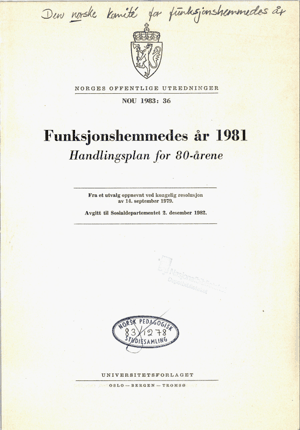 Den norske komité for funksjonshemmedes år
NORGES OFFENTLIGE UTREDNINGER
NOU 1983: 36
Funksjonshemmedes år 1981
Handlingsplan for 80-årene
Fra et utvalg oppnevnt ved kongelig resolusjon
av 14. september 1979.
Avgitt til Sosialdepartementet 2. desember 1982.
NORSK PEDAGOGISK
83/1278
STUDIESAMLING
UNIVERSITETSFORLAGET
OSLO — BERGEN — TROMSØ